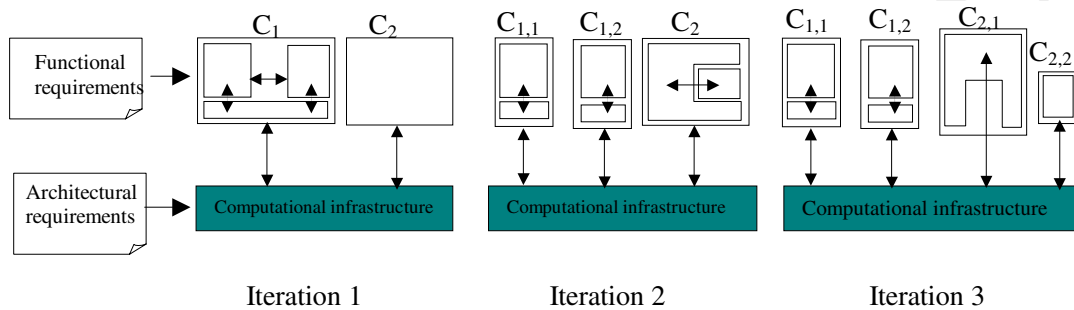 C1 C2 C1,1 C1,2 C2 C1,1 C1,2 C2,1
C2,2
Functional
requirements
Architectural
requirements
Computational infrastructure
Computational infrastructure
Computational infrastructure
Iteration 1
Iteration 2
Iteration 3